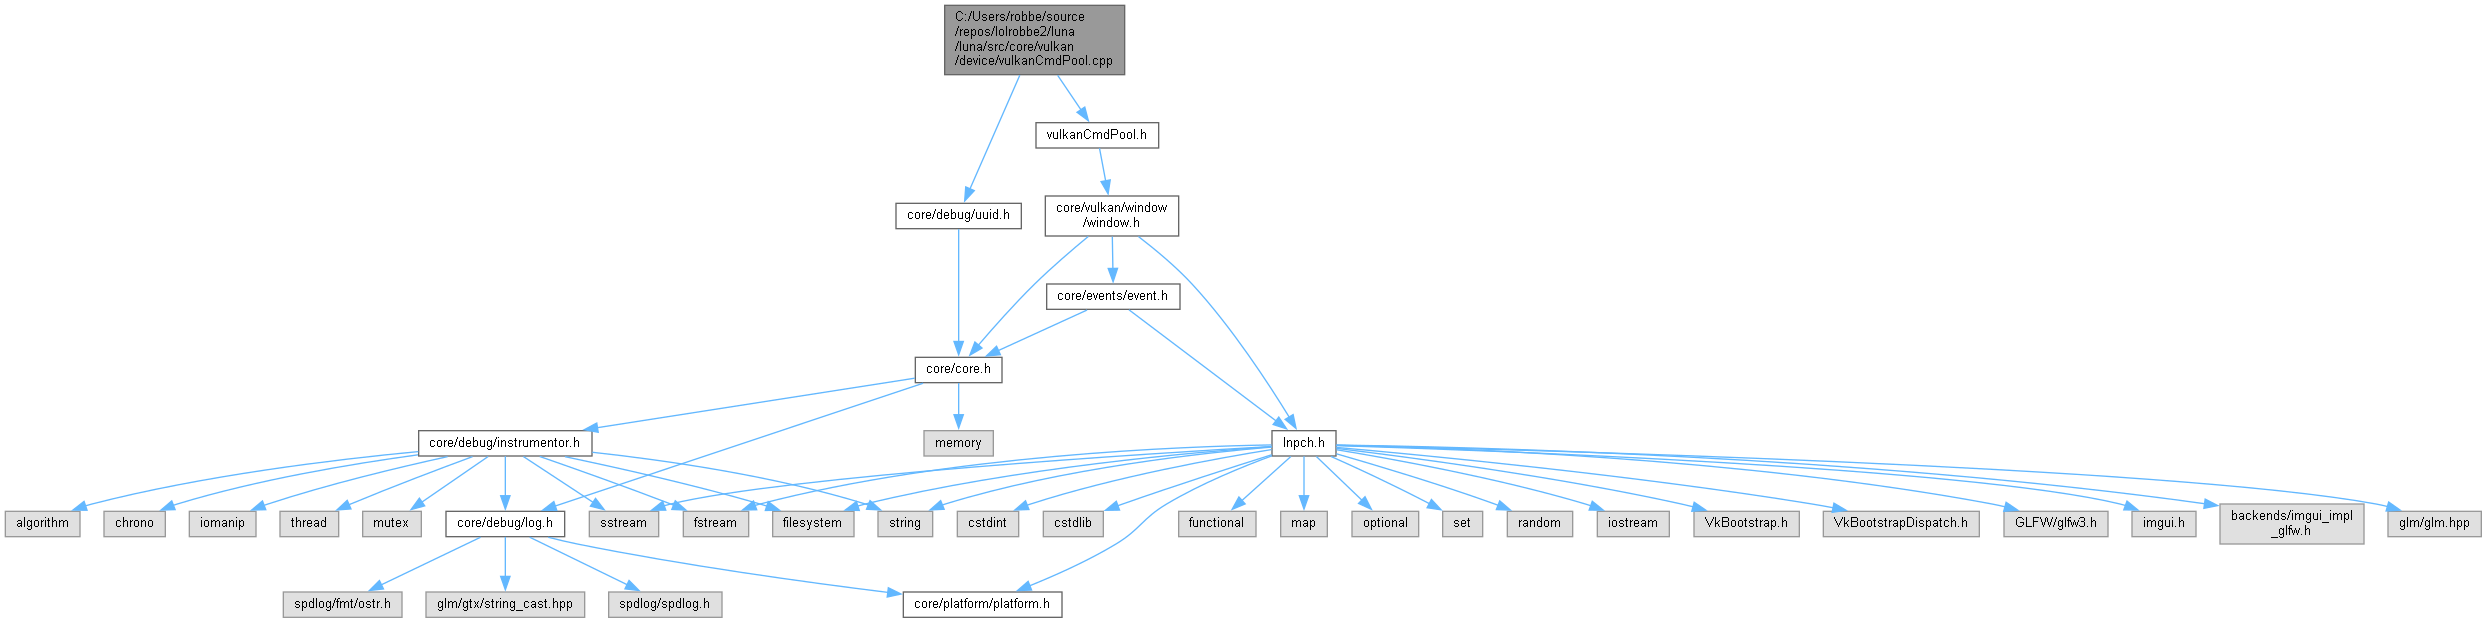 C:/Users/robbe/source
/repos/lolrobbe2/luna
/luna/src/core/vulkan
/device/vulkanCmdPool.cpp
vulkanCmdPool.h
core/debug/uuid.h
core/vulkan/window
/window.h
core/events/event.h
core/core.h
core/debug/instrumentor.h
memory
lnpch.h
algorithm
chrono
iomanip
thread
mutex
core/debug/log.h
sstream
fstream
filesystem
string
cstdint
cstdlib
functional
map
optional
set
random
iostream
VkBootstrap.h
VkBootstrapDispatch.h
GLFW/glfw3.h
imgui.h
backends/imgui_impl
_glfw.h
glm/glm.hpp
spdlog/fmt/ostr.h
glm/gtx/string_cast.hpp
spdlog/spdlog.h
core/platform/platform.h